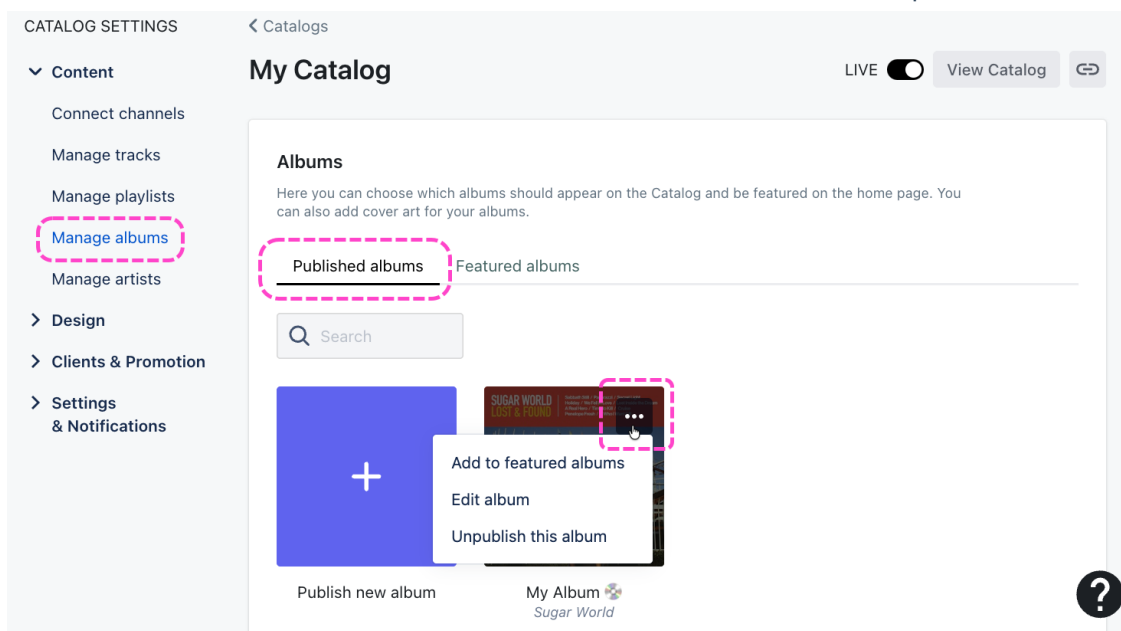 CATALOG SETTINGS
Content
Connect channels
Manage tracks
Manage playlists
Manage albums
Manage artists
Design
Clients & Promotion
Settings
& Notifications
Catalogs
My Catalog
LIVE
View Catalog
Albums
Here you can choose which albums should appear on the Catalog and be featured on the home page. You
can also add cover art for your albums.
Published albums
Featured albums
Search
SUGAR WORLD
LOST & FOUND
Add to featured albums
Edit album
Unpublish this album
Publish new album
My Album
Sugar World
?